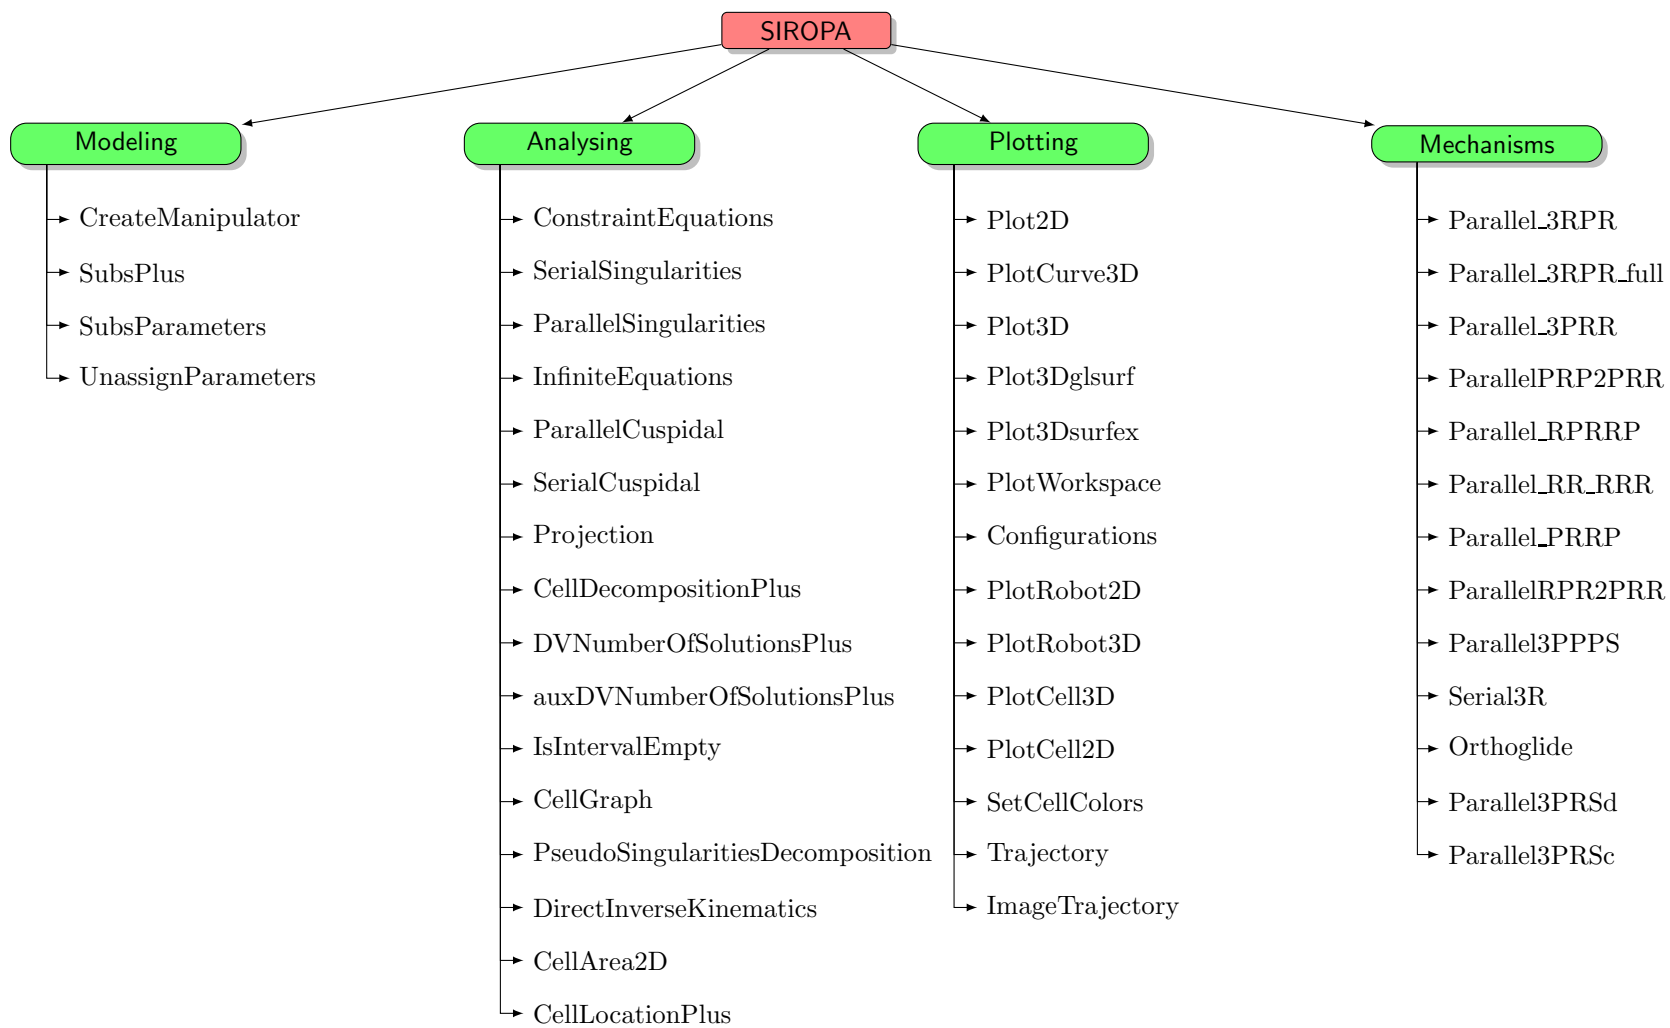 SIROPA
Modeling
CreateManipulator
SubsPlus
SubsParameters
UnassignParameters
Analysing
ConstraintEquations
SerialSingularities
ParallelSingularities
InfiniteEquations
ParallelCuspidal
SerialCuspidal
Projection
CellDecompositionPlus
DVNumberOfSolutionsPlus
auxDVNumberOfSolutionsPlus
IsIntervalEmpty
CellGraph
PseudoSingularitiesDecomposition
DirectInverseKinematics
CellArea2D
CellLocationPlus
Plotting
Plot2D
PlotCurve3D
Plot3D
Plot3Dglsurf
Plot3Dsurfex
PlotWorkspace
Configurations
PlotRobot2D
PlotRobot3D
PlotCell3D
PlotCell2D
SetCellColors
Trajectory
ImageTrajectory
Mechanisms
Parallel_3RPR
Parallel_3RPR_full
Parallel_3PRR
ParallelPRP2PRR
Parallel_RPRRP
Parallel_RR_RRR
Parallel_PRRP
ParallelRPR2PRR
Parallel3PPPS
Serial3R
Orthoglide
Parallel3PRSd
Parallel3PRSc